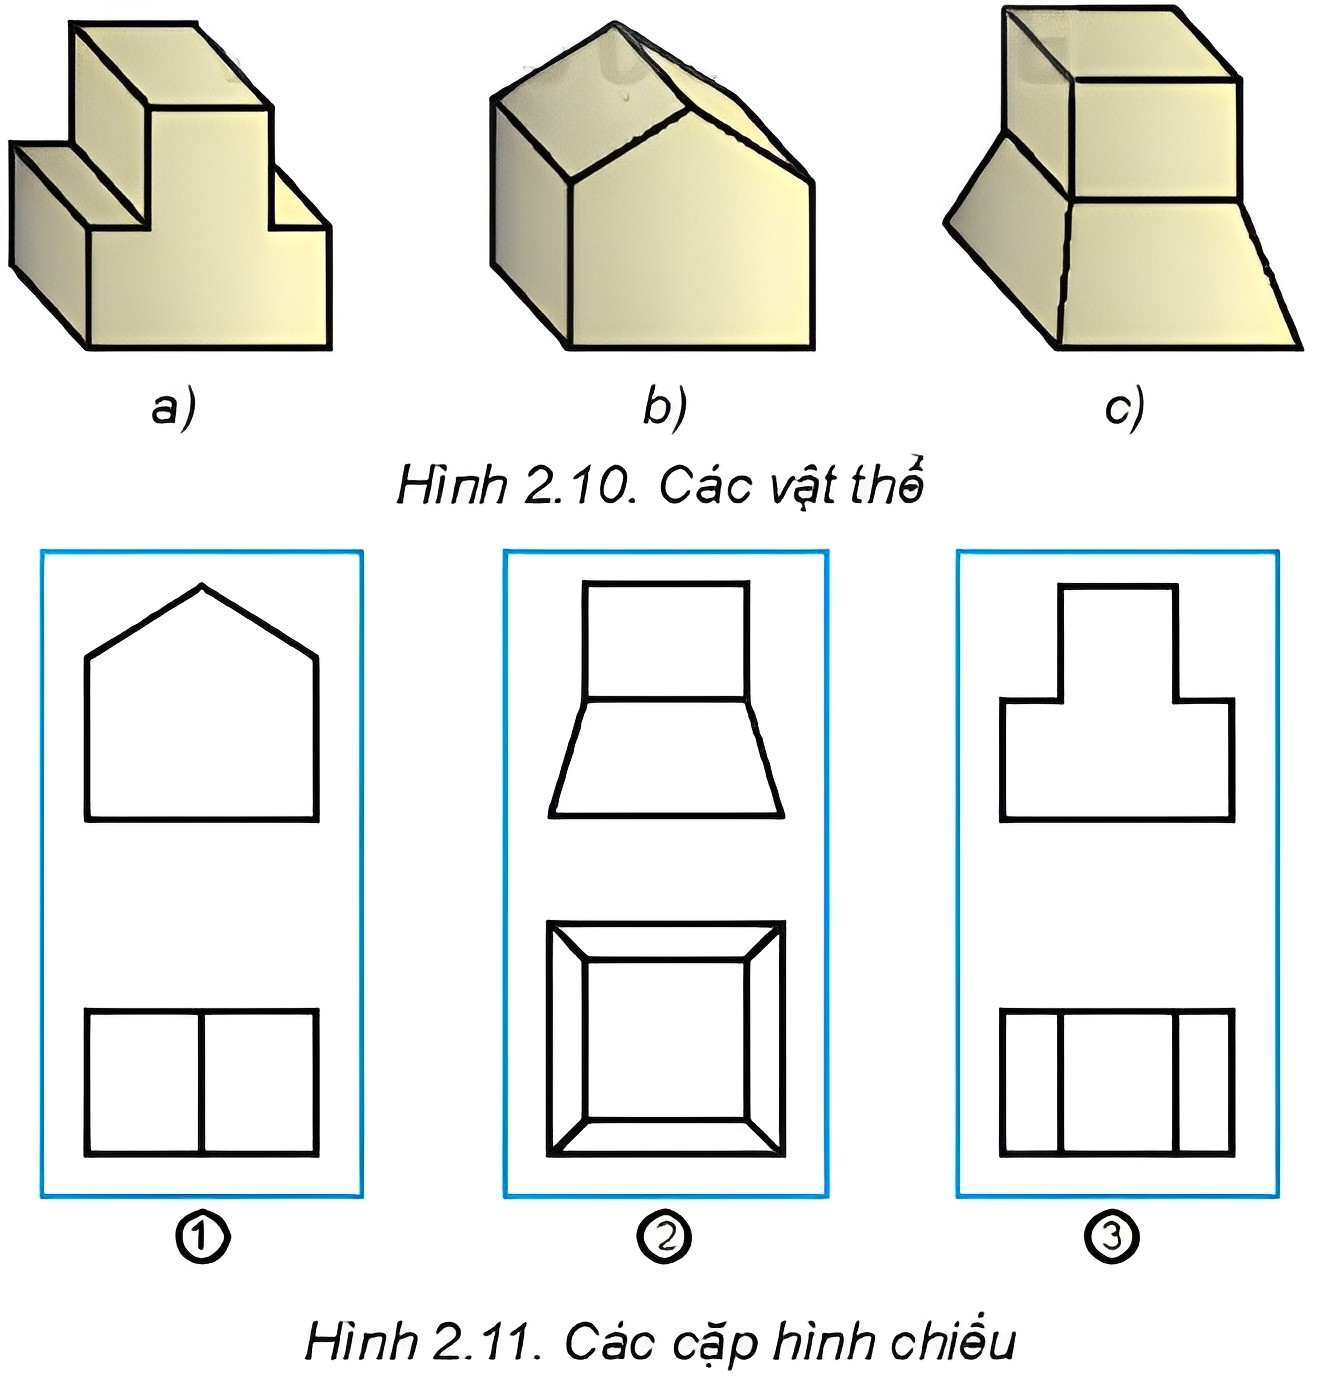 a) b) c)
Hình 2.10. Các vật thể
1 2 3
Hình 2.11. Các cặp hình chiếu